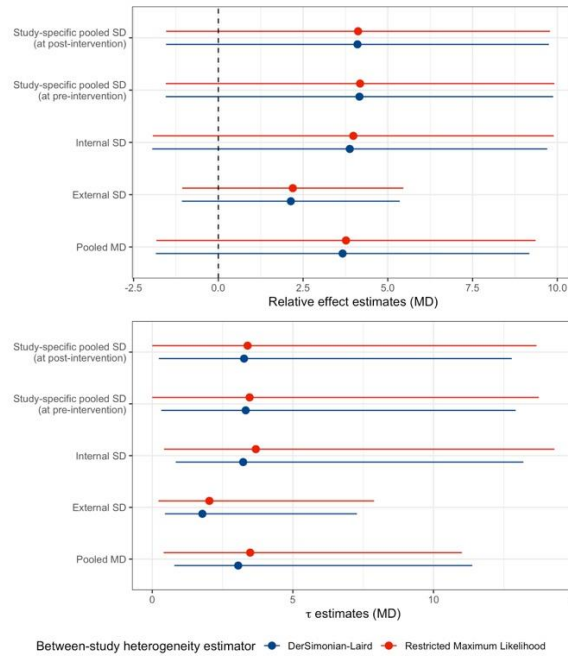 Study-specific pooled SD
(at post-intervention)
Study-specific pooled SD
(at pre-intervention)
Internal SD
External SD
Pooled MD
-2.5 0.0 2.5 5.0 7.5 10.0
Relative effect estimates (MD)
Study-specific pooled SD
(at post-intervention)
Study-specific pooled SD
(at pre-intervention)
Internal SD
External SD
Pooled MD
0 5 10
τ estimates (MD)
Between-study heterogeneity estimator DerSimonian-Laird Restricted Maximum Likelihood